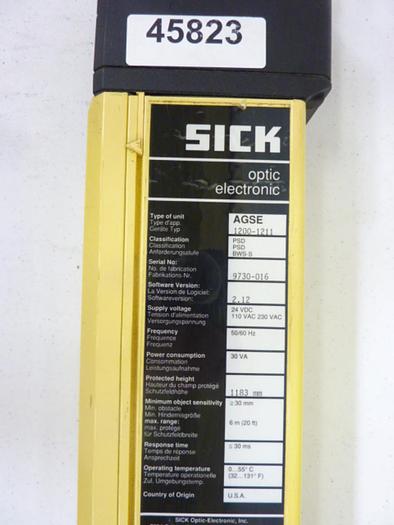 45823
SICK
optic
electronic
Type of unit
Type d'app.
Geräte Typ
AGSE
1200-1211
Classification
Classification
Anforderungsstufe
PSD
PSD
BWS-S
Serial No:
No. de fabrication
Fabrikations-Nr.
9730-016
Software Version:
La Version de Logiciel:
Softwareversion:
2.12
Supply voltage
Tension d'alimentation
Versorgungsspannung
24 VDC
110 VAC 230 VAC
Frequency
Fréquence
Frequenz
50/60 Hz
Power consumption
Consommation
Leistungsaufnahme
30 VA
Protected height
Hauteur du champ protégé
Schutzfeldhöhe
1183 mm
Minimum object sensitivity
Min. obstacle
Min. Hindernisgröße
≥ 30 mm
max. range:
max. protégé
für Schutzfeldbreite
6 m (20 ft)
Response time
Temps de réponse
Ansprechzeit
≤ 30 ms
Operating temperature
Température opérationelle
Zul. Umgebungstemp.
0...55° C
(32...131° F)
Country of Origin
U.S.A.
SICK Optic-Electronic, Inc.